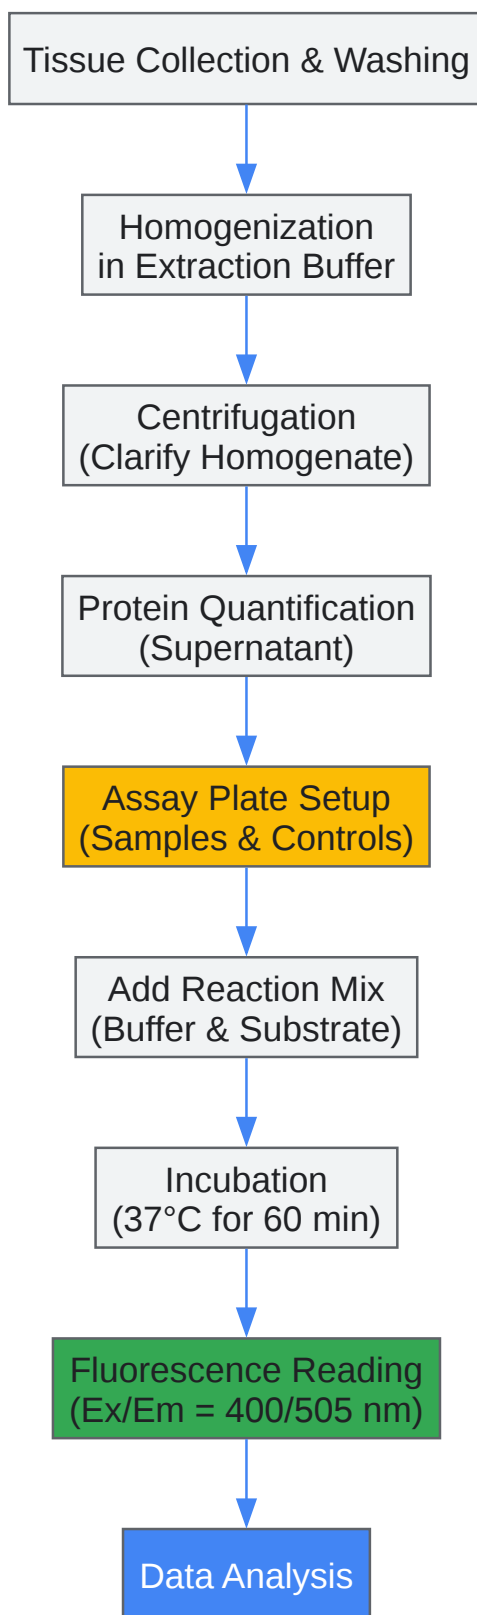 Tissue Collection & Washing
Homogenization
in Extraction Buffer
Centrifugation
(Clarify Homogenate)
Protein Quantification
(Supernatant)
Assay Plate Setup
(Samples & Controls)
Add Reaction Mix
(Buffer & Substrate)
Incubation
(37°C for 60 min)
Fluorescence Reading
(Ex/Em = 400/505 nm)
Data Analysis